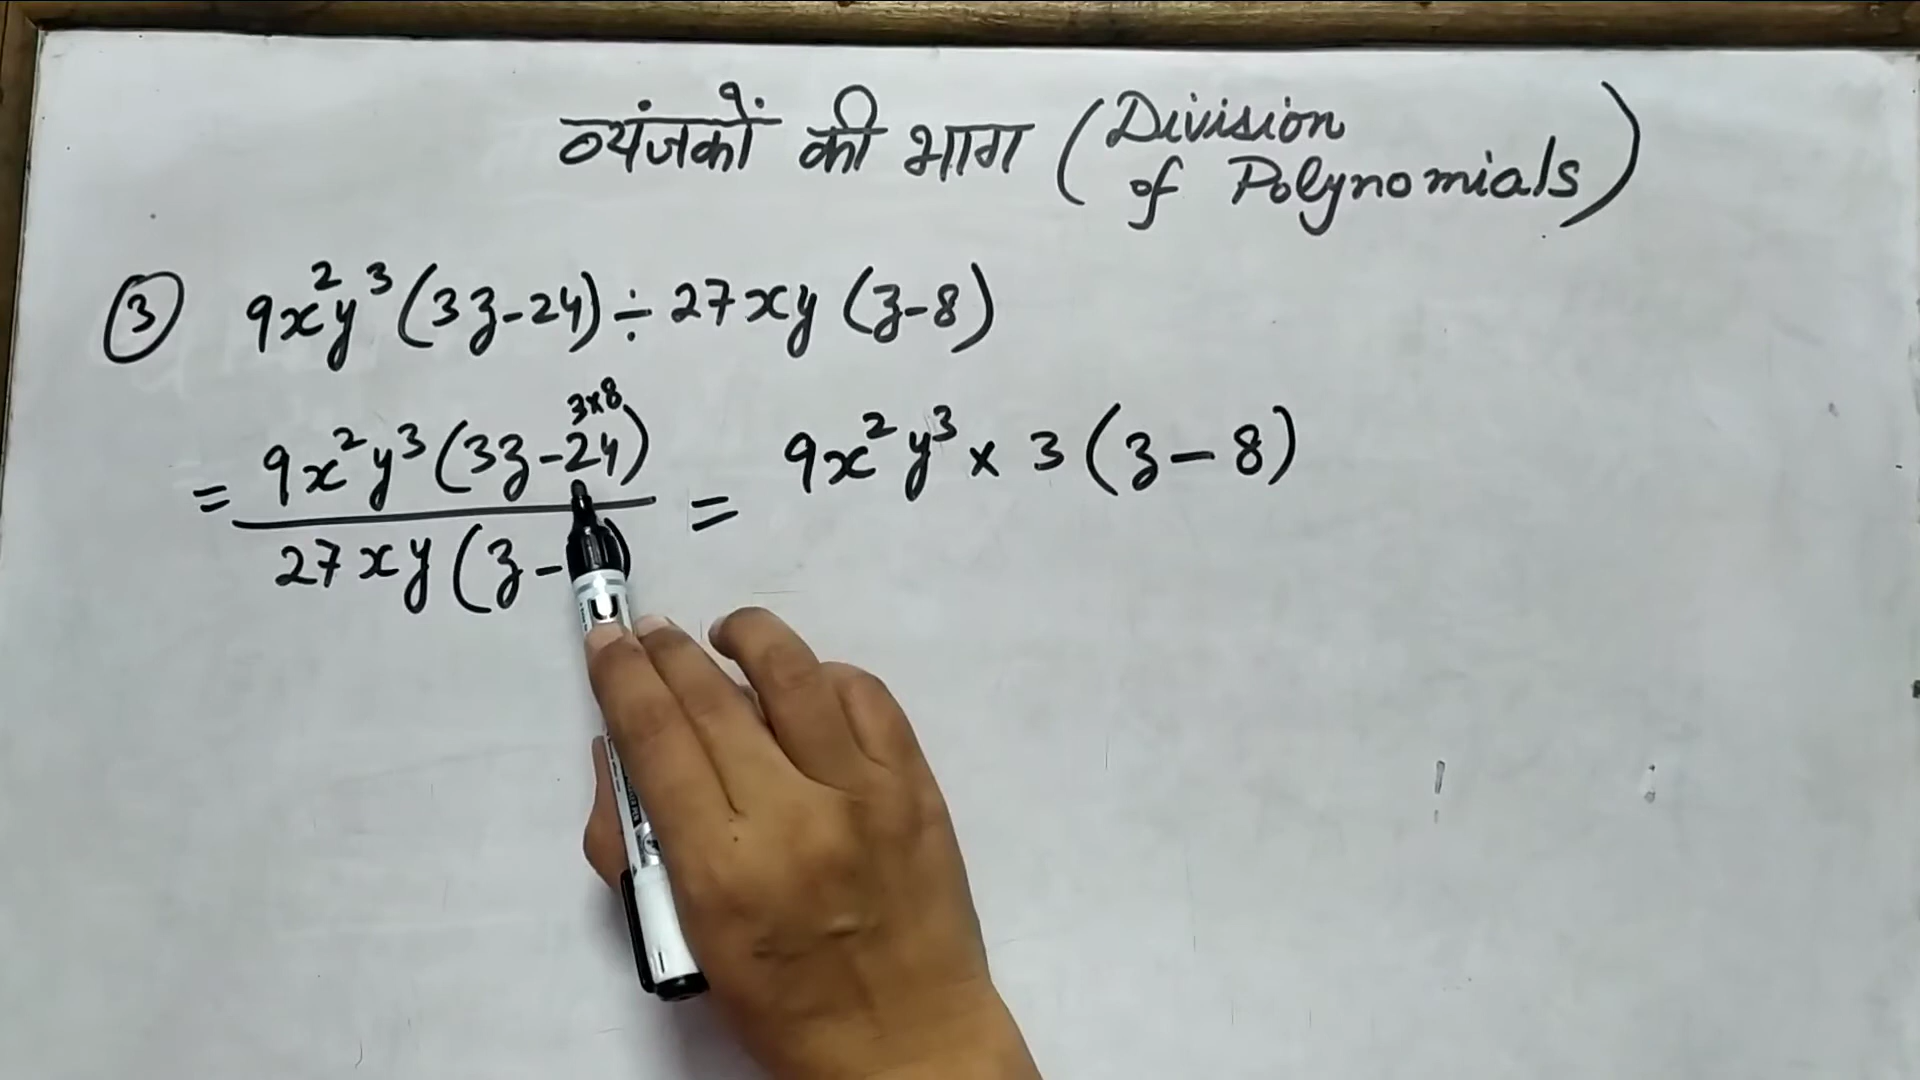 व्यंजकों की भाग (Division of Polynomials)
③ 9x²y³(3z-24) ÷ 27xy(z-8)
3×8
= 9x²y³(3z-24) = 9x²y³ × 3(z-8)
27xy(z-
U